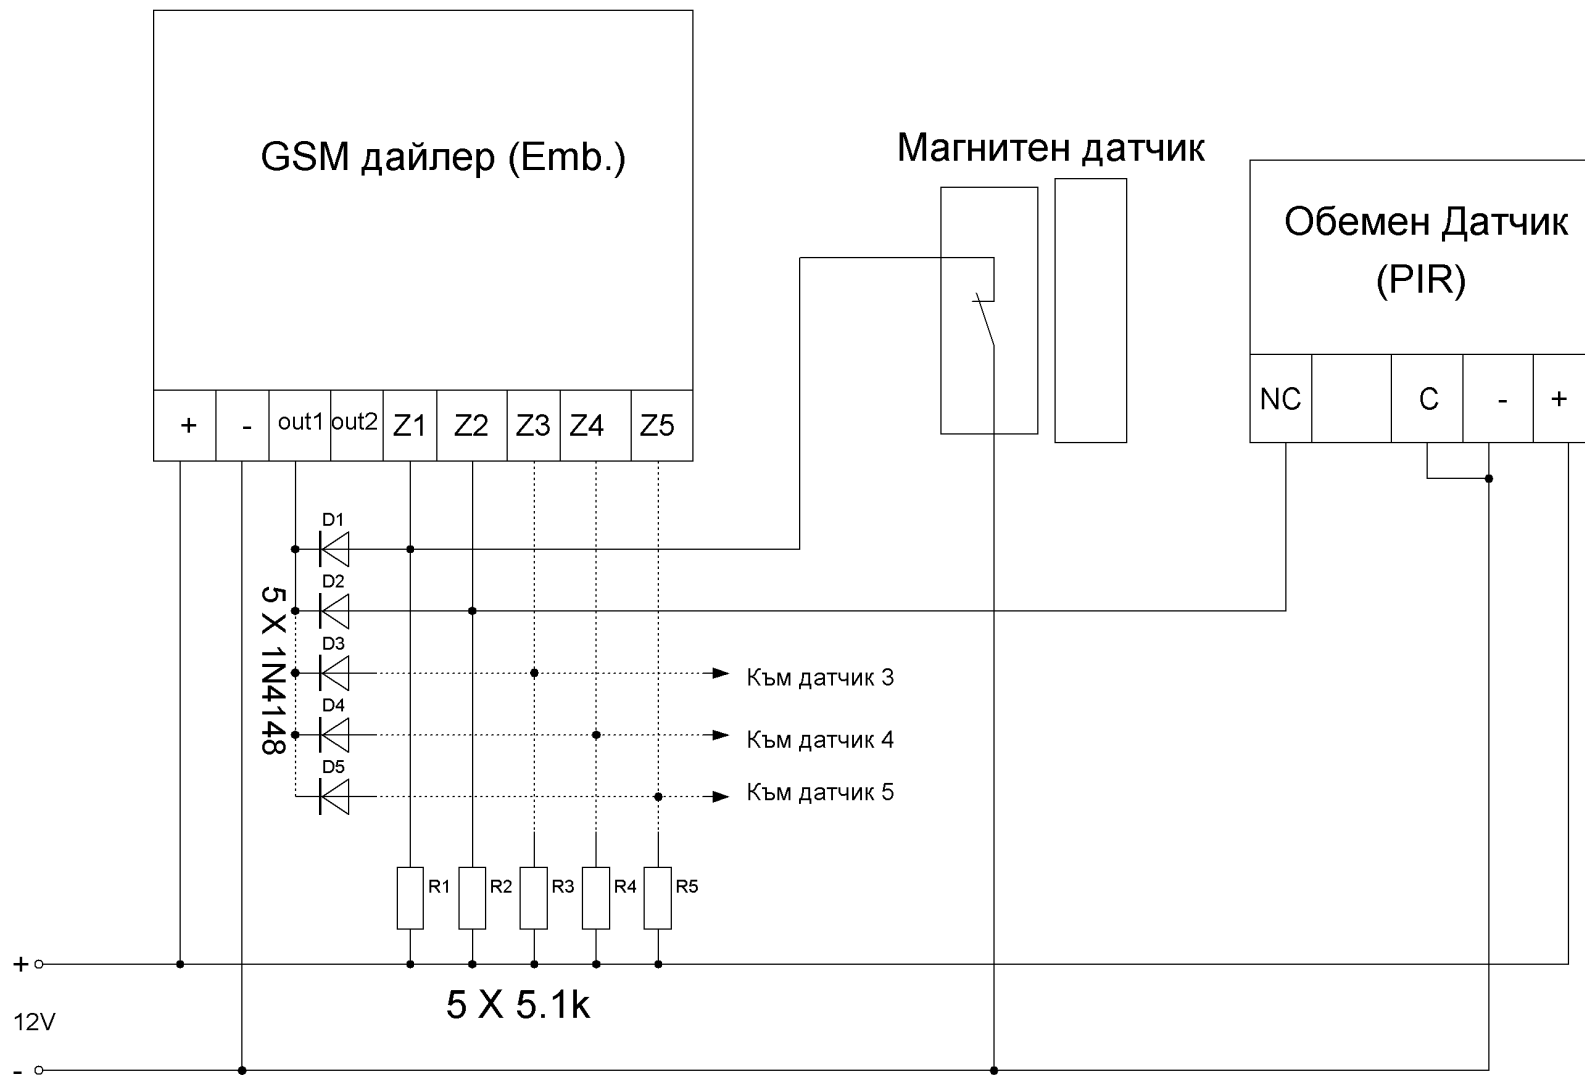 GSM дайлер (Emb.)
Магнитен датчик
Обемен Датчик
(PIR)
NC
C
-
+
+
-
out1
out2
Z1
Z2
Z3
Z4
Z5
D1
D2
D3
D4
D5
5 X 1N4148
Към датчик 3
Към датчик 4
Към датчик 5
R1
R2
R3
R4
R5
+
5 X 5.1k
12V
-